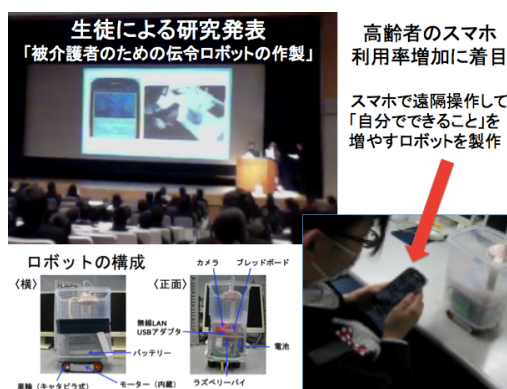 生徒による研究発表
「被介護者のための伝令ロボットの作製」
高齢者のスマホ
利用率増加に着目
スマホで遠隔操作して
「自分でできること」を
増やすロボットを製作
ロボットの構成
〈横〉
〈正面〉
カメラ
ブレッドボード
無線LAN
USBアダプタ
バッテリー
電池
車輪（キャタピラ式）
モーター（内蔵）
ラズベリーパイ